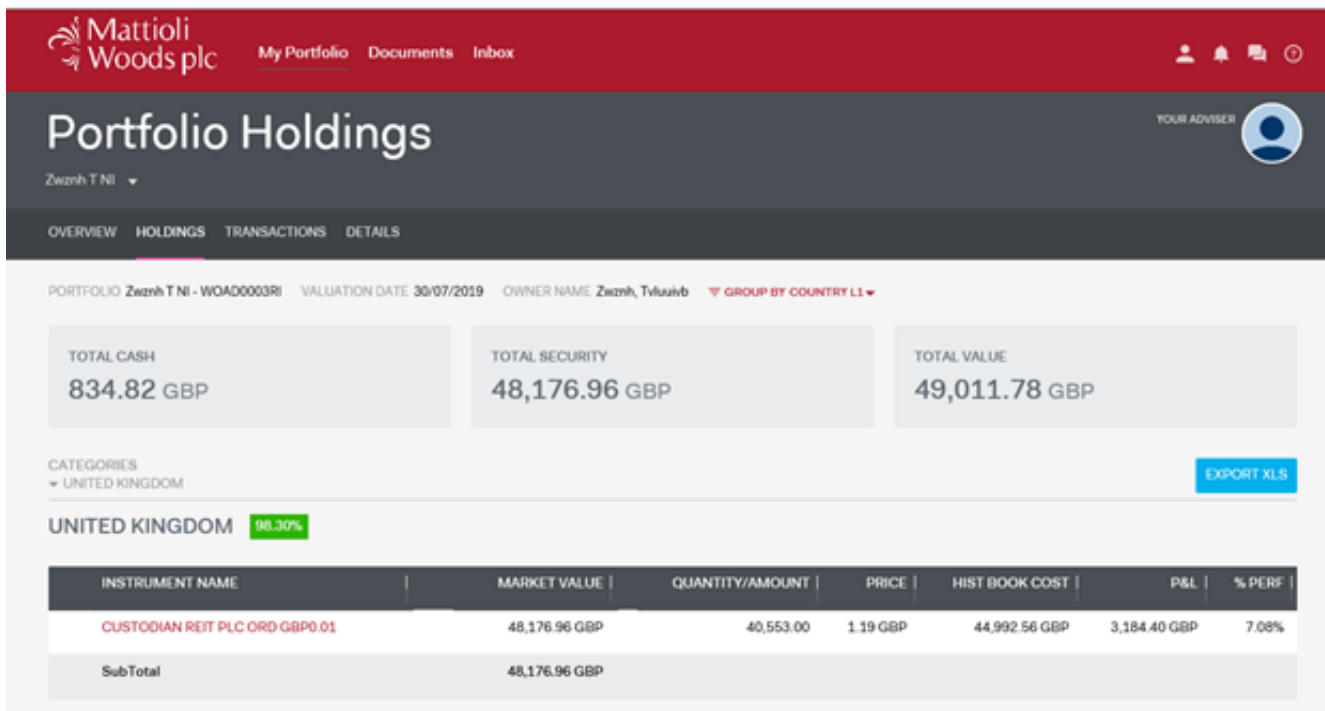 Mattioli
Woods plc
My Portfolio Documents Inbox
Portfolio Holdings
YOUR ADVISER
Zwznh T NI
OVERVIEW HOLDINGS TRANSACTIONS DETAILS
PORTFOLIO Zwznh T NI - WOAD0003RI VALUATION DATE 30/07/2019 OWNER NAME Zwznh, Tvluuivb GROUP BY COUNTRY L1
TOTAL CASH TOTAL SECURITY TOTAL VALUE
834.82 GBP 48,176.96 GBP 49,011.78 GBP
CATEGORIES
UNITED KINGDOM
EXPORT XLS
UNITED KINGDOM 98.30%
INSTRUMENT NAME MARKET VALUE QUANTITY/AMOUNT PRICE HIST BOOK COST P&L % PERF
CUSTODIAN REIT PLC ORD GBP0.01 48,176.96 GBP 40,553.00 1.19 GBP 44,992.56 GBP 3,184.40 GBP 7.08%
SubTotal 48,176.96 GBP